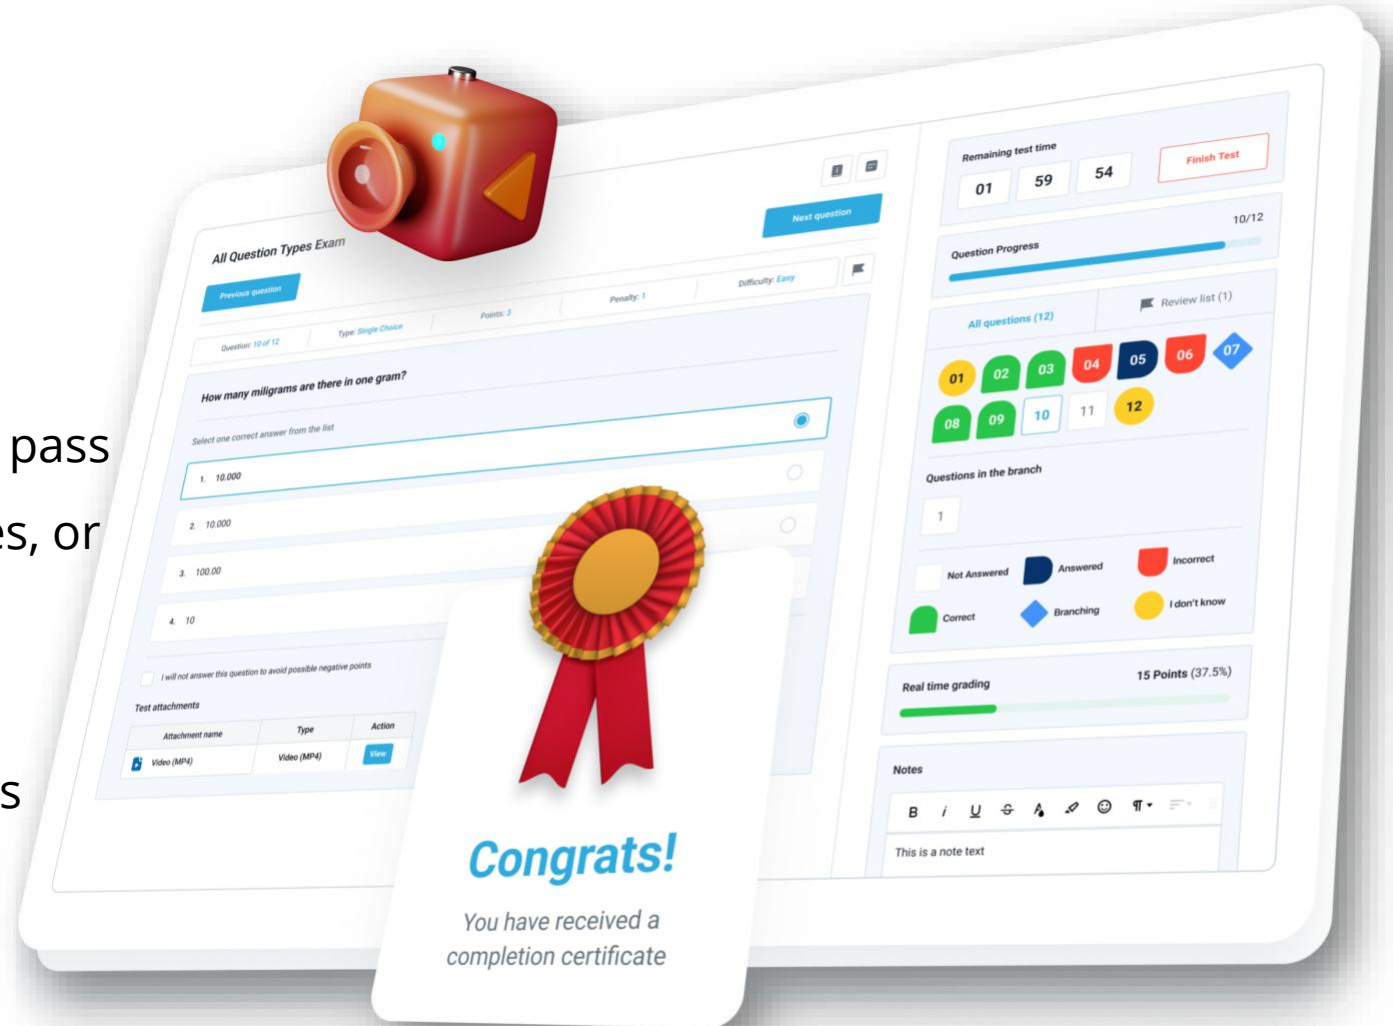 pass
es, or
s
All Question Types Exam
Previous question
Next question
Question: 10 of 12
Type: Single Choice
Points: 3
Penalty: 1
Difficulty: Easy
How many miligrams are there in one gram?
Select one correct answer from the list
1. 10.000
2. 10.000
3. 100.00
4. 10
I will not answer this question to avoid possible negative points
Test attachments
Attachment name Type Action
Video (MP4) Video (MP4) View
Congrats!
You have received a
completion certificate
Remaining test time
01 59 54
Finish Test
Question Progress
10/12
All questions (12)
Review list (1)
01 02 03 04 05 06 07
08 09 10 11 12
Questions in the branch
1
Not Answered Answered Incorrect
Correct Branching I don't know
Real time grading
15 Points (37.5%)
Notes
B i U S A ¶
This is a note text